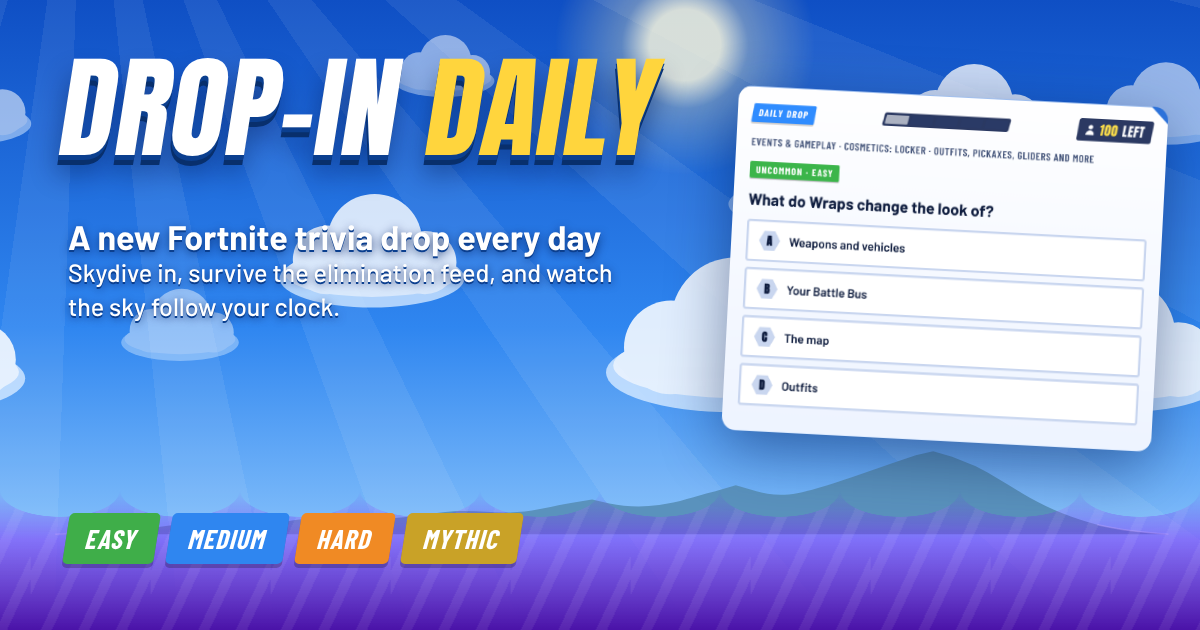 DROP-IN DAILY
A new Fortnite trivia drop every day
Skydive in, survive the elimination feed, and watch
the sky follow your clock.
EASY MEDIUM HARD MYTHIC
DAILY DROP
100 LEFT
EVENTS & GAMEPLAY · COSMETICS: LOCKER · OUTFITS, PICKAXES, GLIDERS AND MORE
UNCOMMON · EASY
What do Wraps change the look of?
A Weapons and vehicles
B Your Battle Bus
C The map
D Outfits